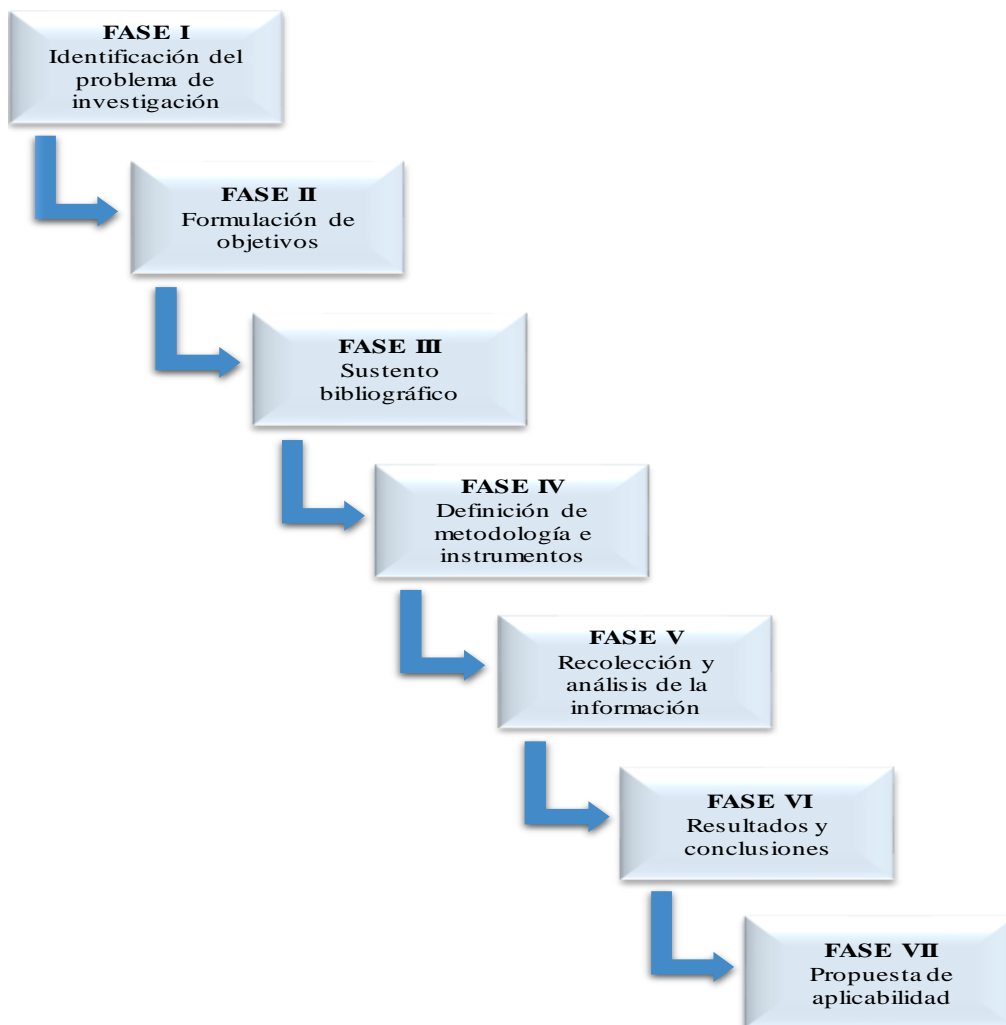 FASE I
Identificación del
problema de
investigación
FASE II
Formulación de
objetivos
FASE III
Sustento
bibliográfico
FASE IV
Definición de
metodología e
instrumentos
FASE V
Recolección y
análisis de la
información
FASE VI
Resultados y
conclusiones
FASE VII
Propuesta de
aplicabilidad